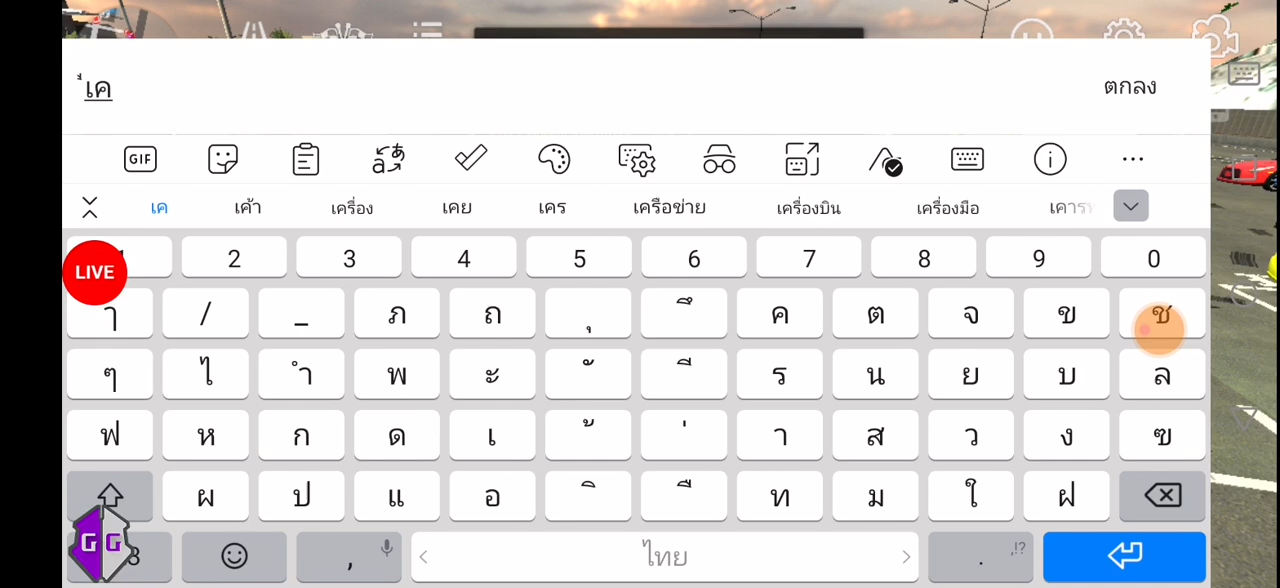 ่เค
ตกลง
GIF
เค เค้า เครื่อง เคย เคร เครือข่าย เครื่องบิน เครื่องมือ
LIVE
2 3 4 5 6 7 8 9 0
ๅ / _ ภ ถ ุ ึ ค ต จ ข ช
ๆ ไ ำ พ ะ ั ี ร น ย บ ล
ฟ ห ก ด เ ้ ่ า ส ว ง ฃ
ผ ป แ อ ิ ื ท ม ใ ฝ
GG
, ไทย . ,!?